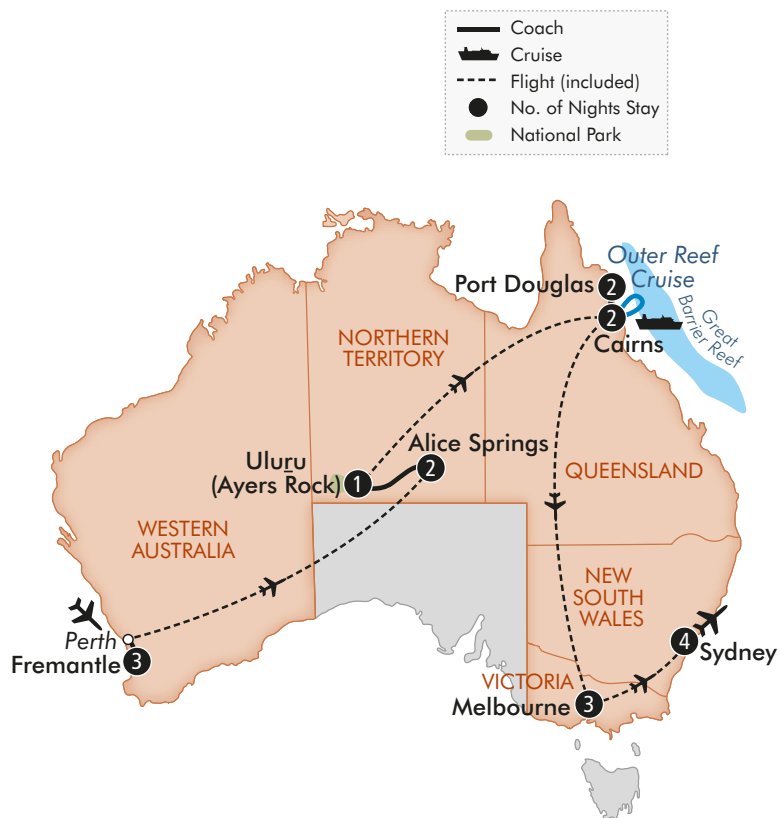 Coach
Cruise
Flight (included)
No. of Nights Stay
National Park
Outer Reef
Cruise
Port Douglas
2
2
Great
Barrier Reef
Cairns
NORTHERN
TERRITORY
Alice Springs
2
Uluṟu
(Ayers Rock)
1
QUEENSLAND
WESTERN
AUSTRALIA
NEW
SOUTH
WALES
Perth
Fremantle
3
4
Sydney
VICTORIA
Melbourne
3